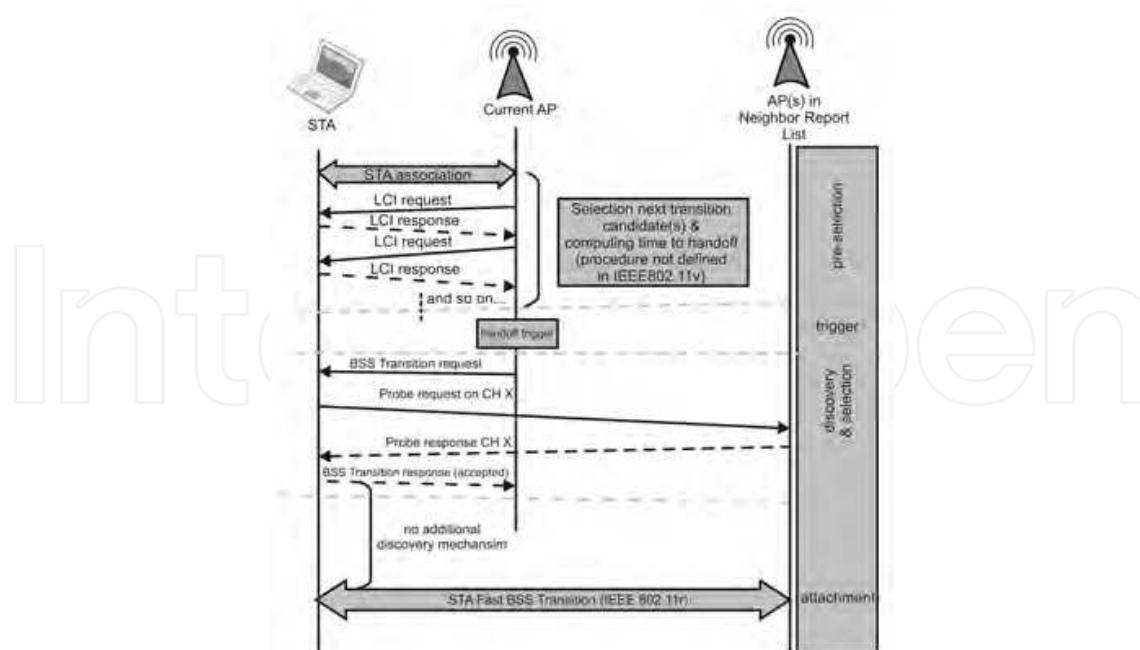 STA
Current AP
AP(s) in
Neighbor Report
List
STA association
LCI request
LCI response
LCI request
LCI response
and so on....
Selection next transition
candidate(s) &
computing time to handoff
(procedure not defined
in IEEE802.11v)
pre-selection
handoff trigger
trigger
BSS Transition request
Probe request on CH X
Probe response CH X
BSS Transition response (accepted)
discovery
& selection
no additional
discovery mechansim
STA Fast BSS Transition (IEEE 802.11r)
attachment